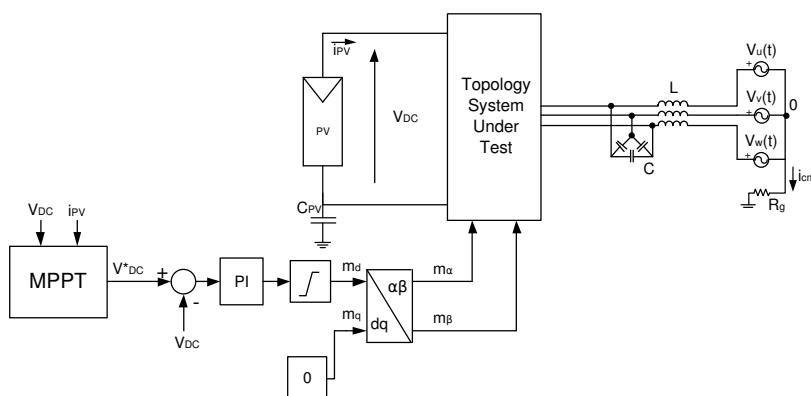 iPV
PV
VDC
CPV
Topology
System
Under
Test
L
C
Vu(t)
Vv(t)
Vw(t)
0
icm
Rg
VDC
iPV
MPPT
V*DC
+
-
VDC
PI
md
mq
αβ
dq
mα
mβ
0
+
+
+